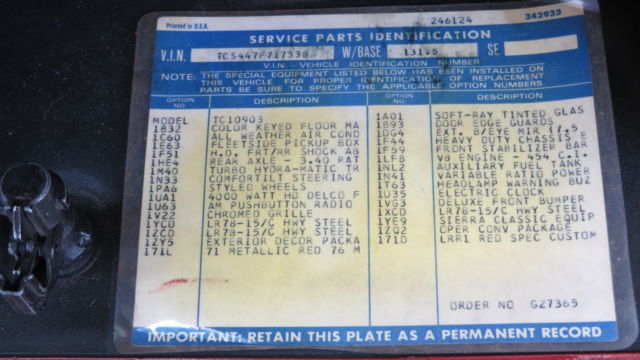 246124 342933
Printed in U.S.A.
SERVICE PARTS IDENTIFICATION
V.I.N. TCS447F717338 W/BASE 131.5 SE
V.I.N. - VEHICLE IDENTIFICATION NUMBER
NOTE: THE SPECIAL EQUIPMENT LISTED BELOW HAS BEEN INSTALLED ON
THIS VEHICLE. FOR PROPER IDENTIFICATION OF REPLACEMENT
PARTS BE SURE TO SPECIFY THE APPLICABLE OPTION NUMBERS.
OPTION NO. DESCRIPTION OPTION NO. DESCRIPTION
MODEL TC10903 1A01 SOFT-RAY TINTED GLAS
1B32 COLOR KEYED FLOOR MA 1B93 DOOR EDGE GUARDS
1C60 ALL WEATHER AIR COND 1DG4 EXT. B/EYE MIR (7.5
1E63 FLEETSIDE PICKUP BOX 1F44 HEAVY DUTY CHASSIS E
1F51 H.D. FRT/RR SHOCK AB 1F59 FRONT STABILIZER BAR
1HE4 REAR AXLE - 3.40 RAT 1LF8 V8 ENGINE - 454 C.I.
1M40 TURBO HYDRA-MATIC TR 1NL2 AUXILIARY FUEL TANK
1N33 COMFORTILT STEERING 1N41 VARIABLE RATIO POWER
1PA6 STYLED WHEELS 1T63 HEADLAMP WARNING BUZ
1UA1 4000 WATT HD DELCO F 1U35 ELECTRIC CLOCK
1U63 AM PUSHBUTTON RADIO 1VG3 DELUXE FRONT BUMPER
1V22 CHROMED GRILLE 1XCD LR78-15/C HWY STEEL
1YCD LR78-15/C HWY STEEL 1YE9 SIERRA CLASSIC EQUIP
1ZCD LR78-15/C HWY STEEL 1ZQ2 OPER CONV PACKAGE
1ZY5 EXTERIOR DECOR PACKA 171D LRR1 RED SPEC CUSTOM
171L 71 METALLIC RED 76 M
ORDER NO G27365
IMPORTANT: RETAIN THIS PLATE AS A PERMANENT RECORD